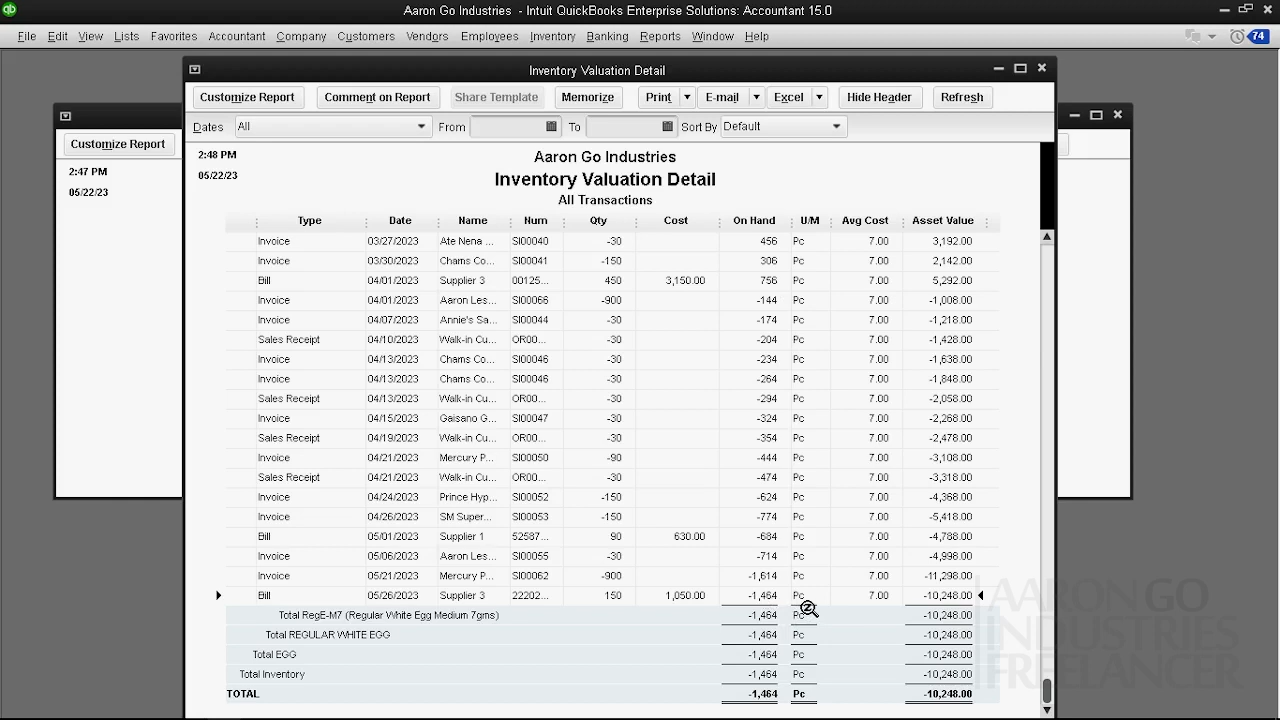 Aaron Go Industries - Intuit QuickBooks Enterprise Solutions: Accountant 15.0
File Edit View Lists Favorites Accountant Company Customers Vendors Employees Inventory Banking Reports Window Help 74
Inventory Valuation Detail
Customize Report Comment on Report Share Template Memorize Print E-mail Excel Hide Header Refresh
Dates All From To Sort By Default
Customize Report
2:47 PM
05/22/23
2:48 PM
05/22/23
Aaron Go Industries
Inventory Valuation Detail
All Transactions
Type Date Name Num Qty Cost On Hand U/M Avg Cost Asset Value
Invoice 03/27/2023 Ate Nena ... SI00040 -30 456 Pc 7.00 3,192.00
Invoice 03/30/2023 Chams Co... SI00041 -150 306 Pc 7.00 2,142.00
Bill 04/01/2023 Supplier 3 00125... 450 3,150.00 756 Pc 7.00 5,292.00
Invoice 04/01/2023 Aaron Les... SI00066 -900 -144 Pc 7.00 -1,008.00
Invoice 04/07/2023 Annie's Sa... SI00044 -30 -174 Pc 7.00 -1,218.00
Sales Receipt 04/10/2023 Walk-in Cu... OR00... -30 -204 Pc 7.00 -1,428.00
Invoice 04/13/2023 Chams Co... SI00046 -30 -234 Pc 7.00 -1,638.00
Invoice 04/13/2023 Chams Co... SI00046 -30 -264 Pc 7.00 -1,848.00
Sales Receipt 04/13/2023 Walk-in Cu... OR00... -30 -294 Pc 7.00 -2,058.00
Invoice 04/15/2023 Gaisano G... SI00047 -30 -324 Pc 7.00 -2,268.00
Sales Receipt 04/19/2023 Walk-in Cu... OR00... -30 -354 Pc 7.00 -2,478.00
Invoice 04/21/2023 Mercury P... SI00050 -90 -444 Pc 7.00 -3,108.00
Sales Receipt 04/21/2023 Walk-in Cu... OR00... -30 -474 Pc 7.00 -3,318.00
Invoice 04/24/2023 Prince Hyp... SI00052 -150 -624 Pc 7.00 -4,368.00
Invoice 04/26/2023 SM Super... SI00053 -150 -774 Pc 7.00 -5,418.00
Bill 05/01/2023 Supplier 1 52587... 90 630.00 -684 Pc 7.00 -4,788.00
Invoice 05/06/2023 Aaron Les... SI00055 -30 -714 Pc 7.00 -4,998.00
Invoice 05/21/2023 Mercury P... SI00062 -900 -1,614 Pc 7.00 -11,298.00
Bill 05/26/2023 Supplier 3 22202... 150 1,050.00 -1,464 Pc 7.00 -10,248.00
Total RegE-M7 (Regular White Egg Medium 7gms) -1,464 Pc -10,248.00
Total REGULAR WHITE EGG -1,464 Pc -10,248.00
Total EGG -1,464 Pc -10,248.00
Total Inventory -1,464 Pc -10,248.00
TOTAL -1,464 Pc -10,248.00
AARON GO
INDUSTRIES
FREELANCER